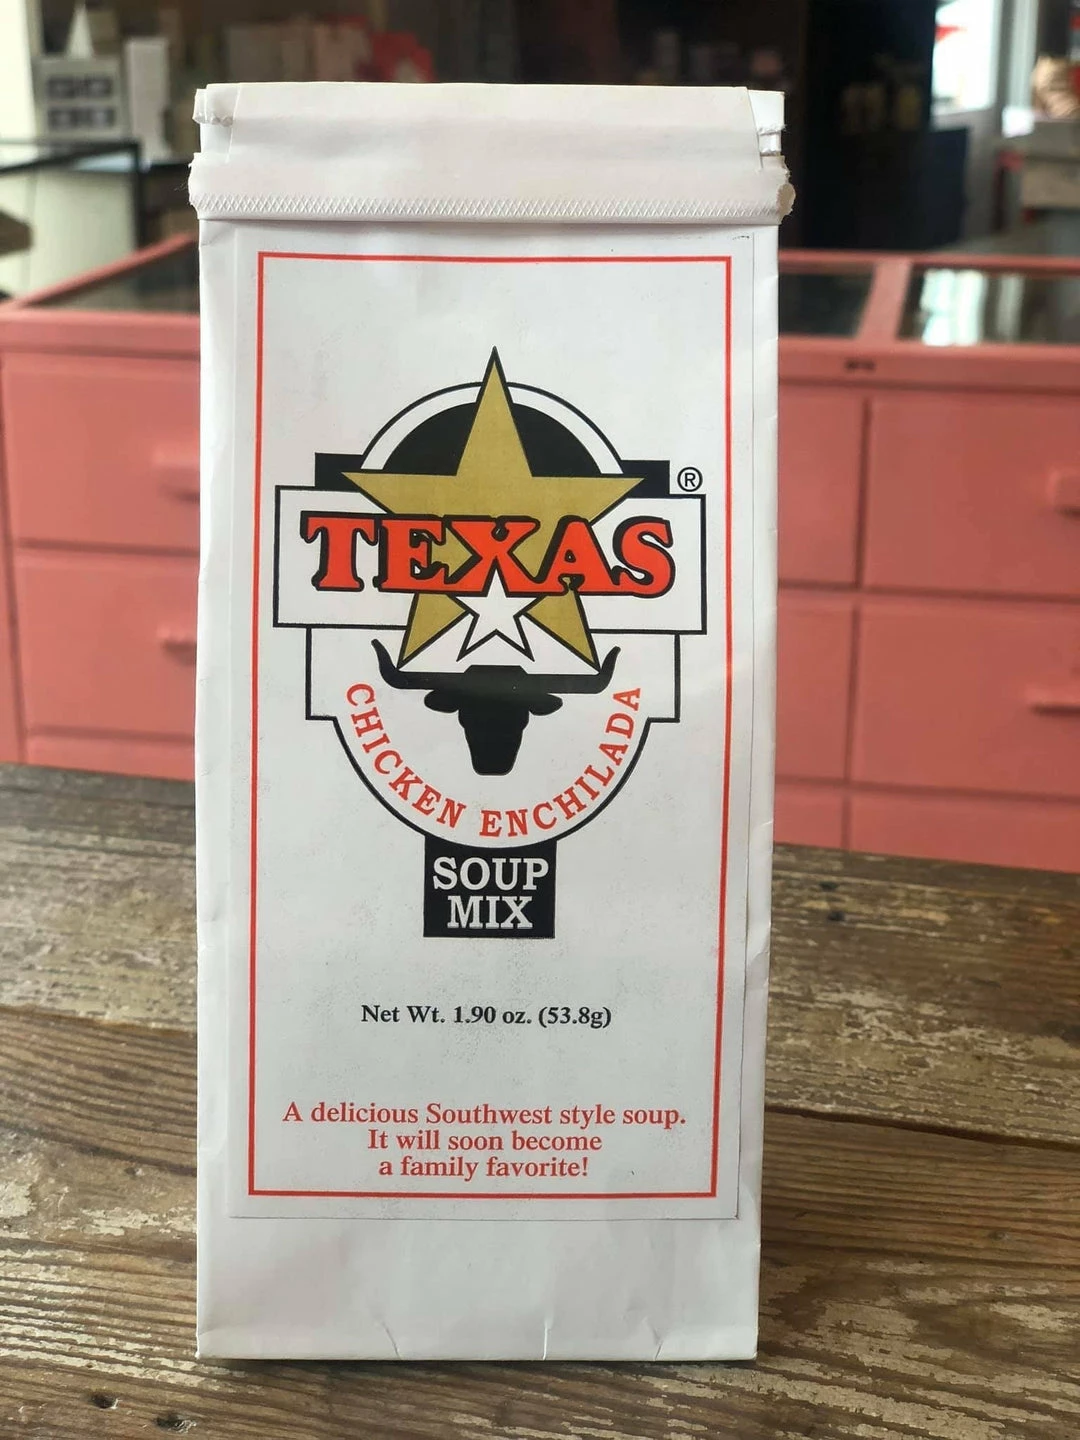 ®
TEXAS
CHICKEN ENCHILADA
SOUP
MIX
Net Wt. 1.90 oz. (53.8g)
A delicious Southwest style soup.
It will soon become
a family favorite!